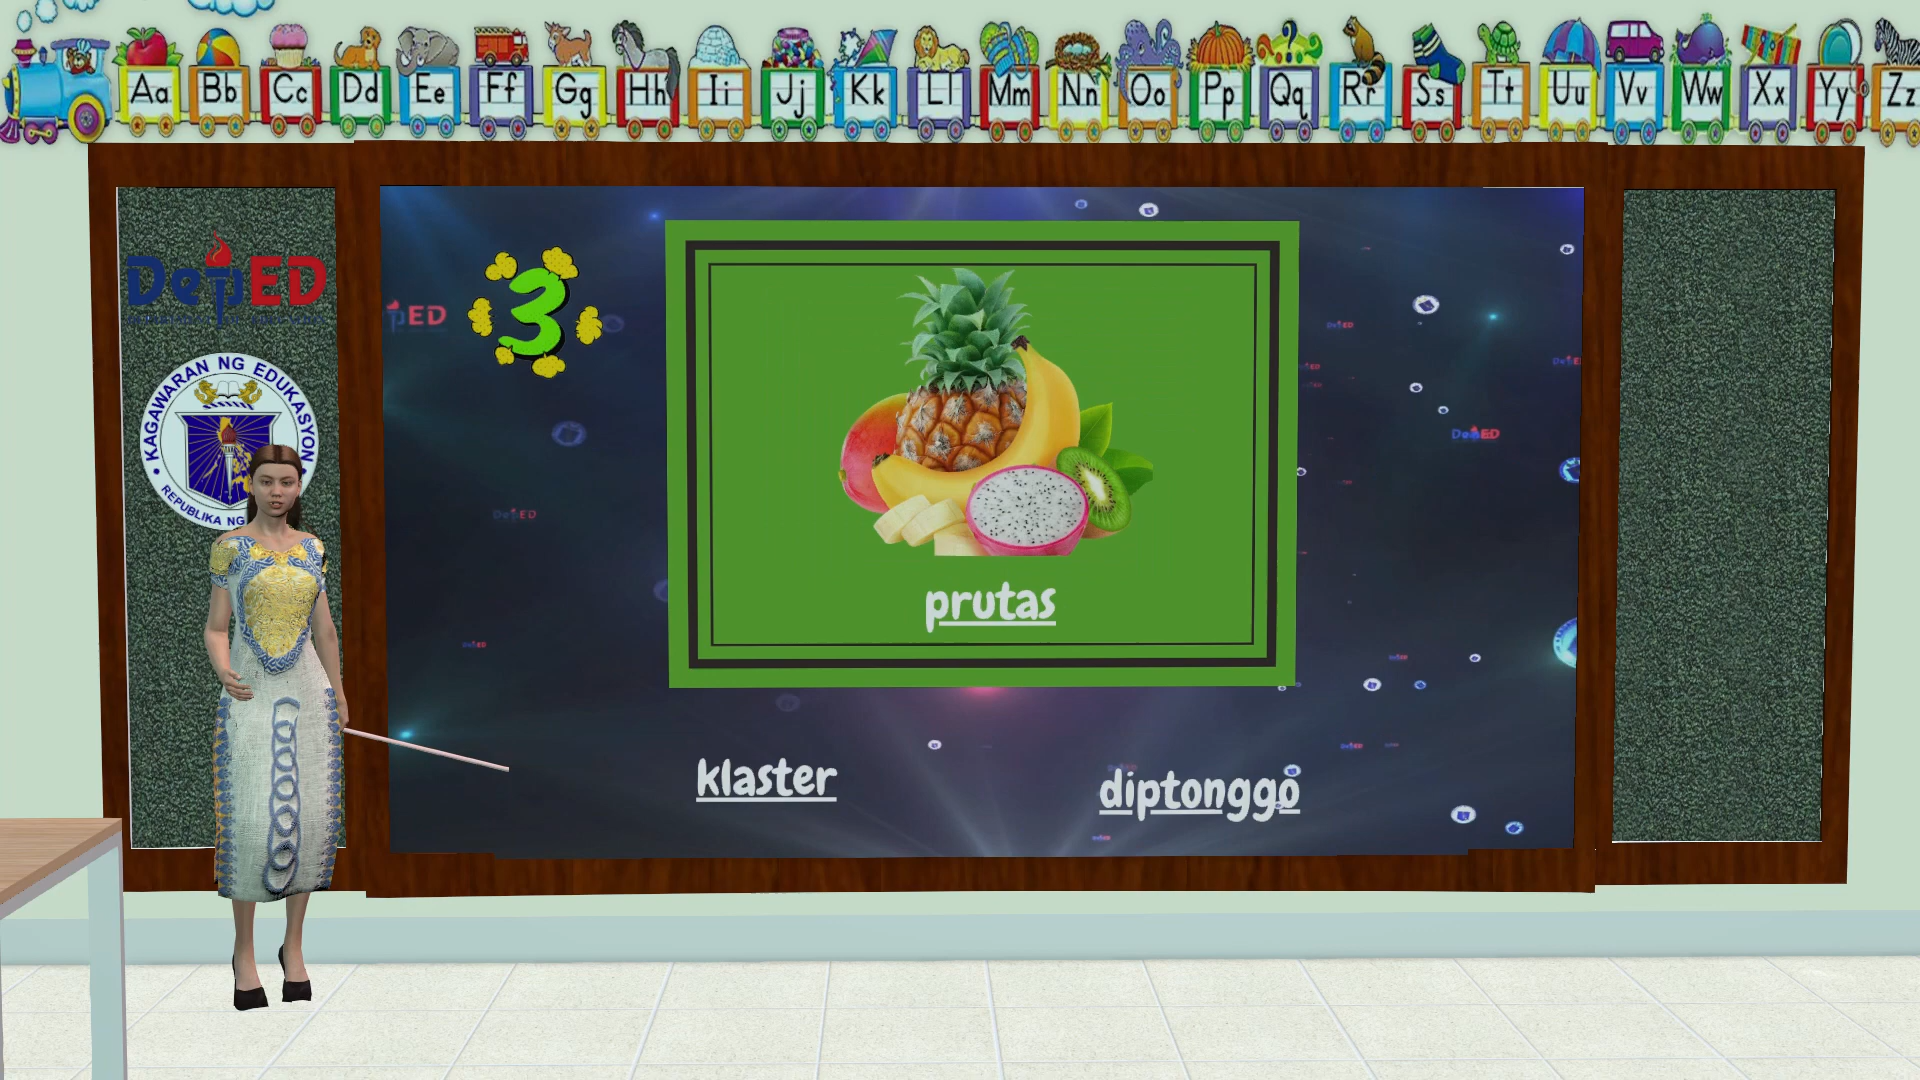 Aa Bb Cc Dd Ee Ff Gg Hh Ii Jj Kk Ll Mm Nn Oo Pp Qq Rr Ss Tt Uu Vv Ww Xx Yy Zz
DepED
KAGAWARAN NG EDUKASYON
REPUBLIKA NG
3
prutas
klaster
diptonggo